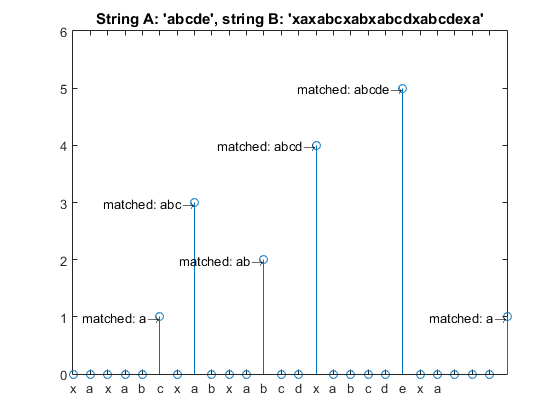 String A: 'abcde', string B: 'xaxabcxabxabcdxabcdexa'
6
5
matched: abcde
4
matched: abcd
3
matched: abc
2
matched: ab
1
matched: a
matched: a
0
x a x a b c x a b x a b c d x a b c d e x a